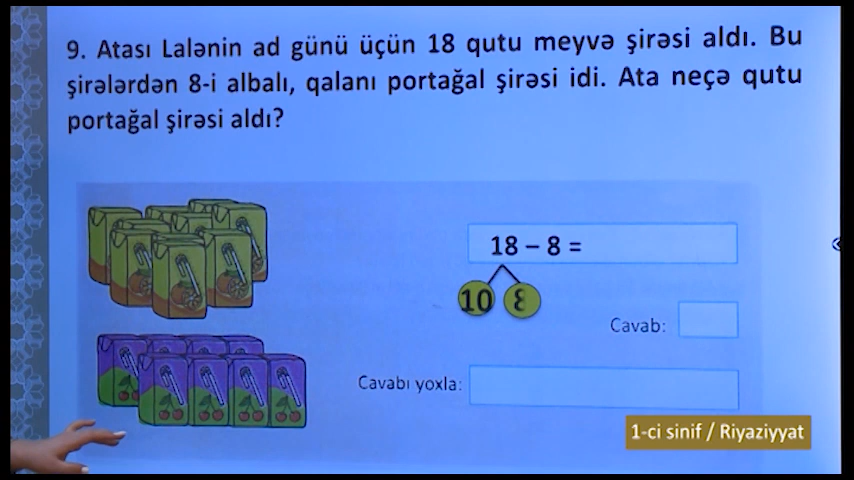 9. Atası Lalənin ad günü üçün 18 qutu meyvə şirəsi aldı. Bu
şirələrdən 8-i albalı, qalanı portağal şirəsi idi. Ata neçə qutu
portağal şirəsi aldı?
18 – 8 =
10 8
Cavab:
Cavabı yoxla:
1-ci sinif / Riyaziyyat